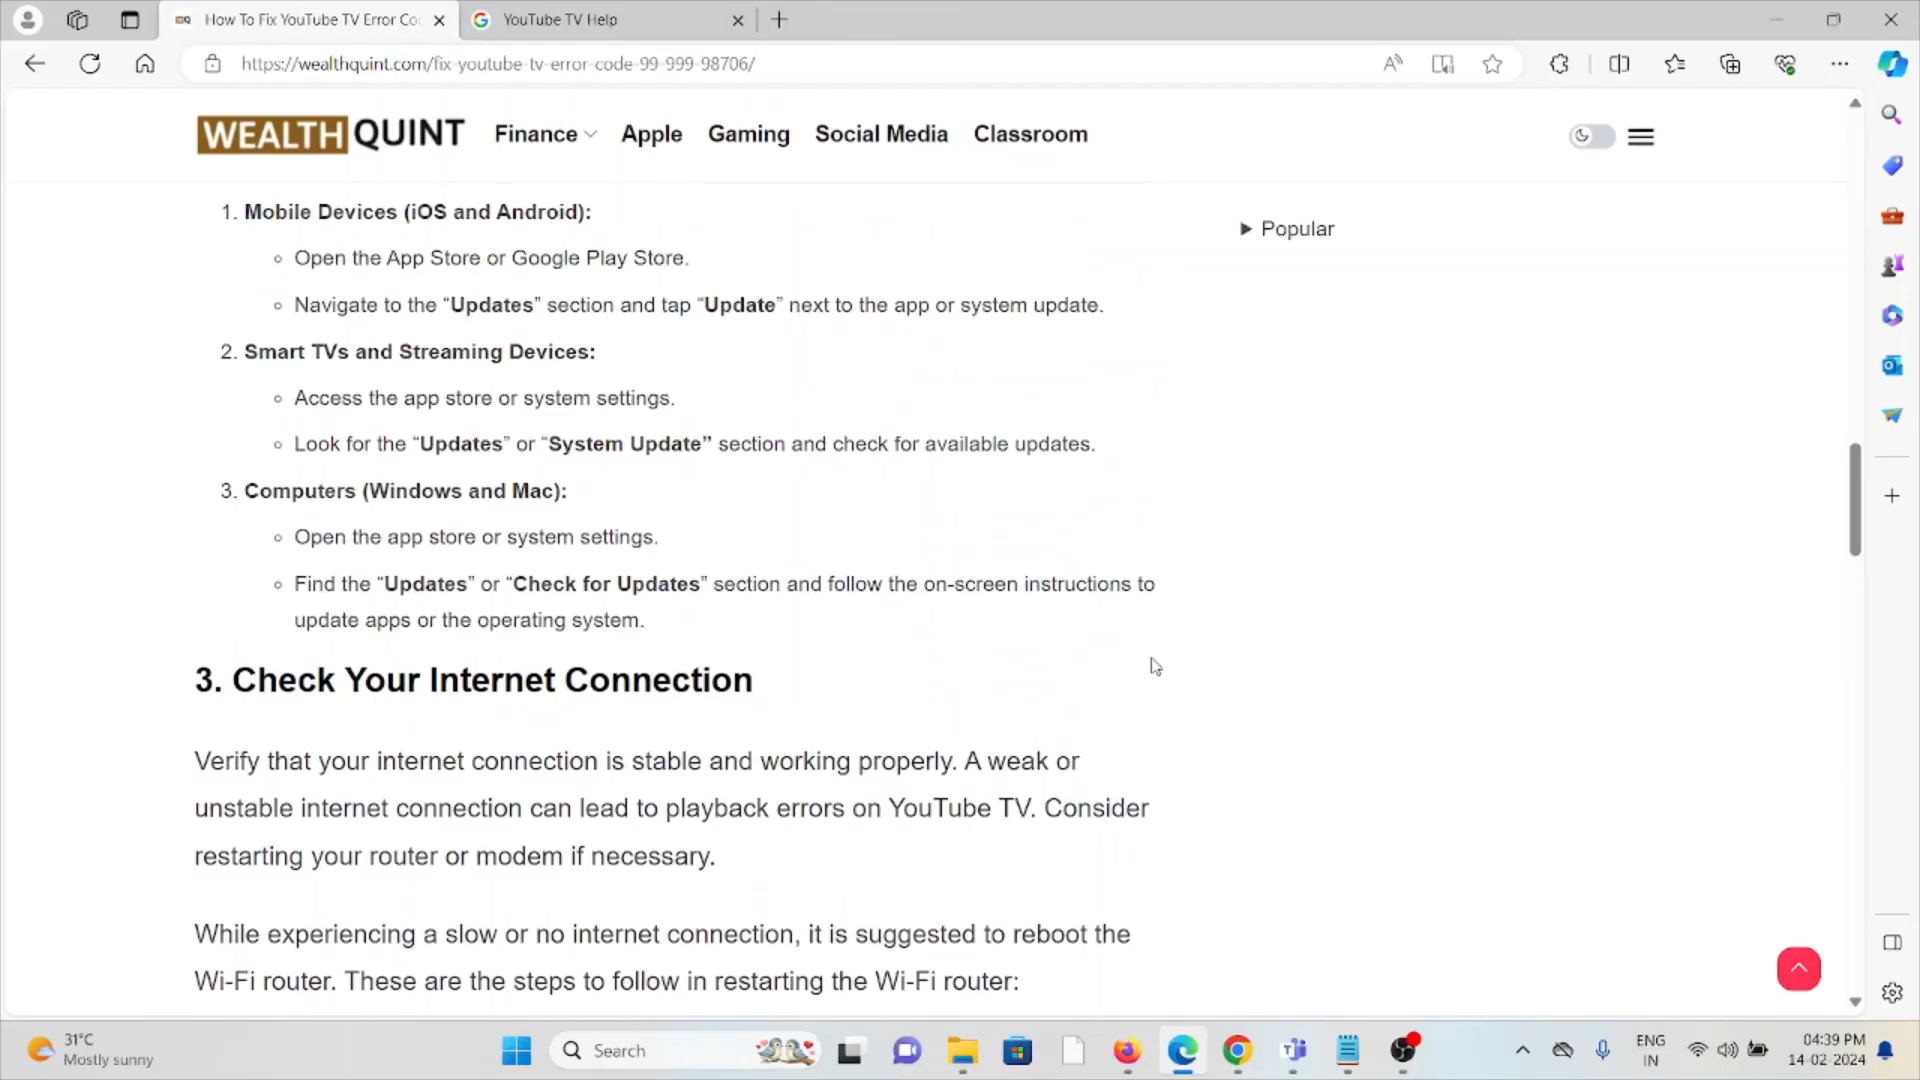 How To Fix YouTube TV Error Co
YouTube TV Help
https://wealthquint.com/fix-youtube-tv-error-code-99-999-98706/
WEALTH QUINT
Finance
Apple
Gaming
Social Media
Classroom
1. Mobile Devices (iOS and Android):
Open the App Store or Google Play Store.
Navigate to the “Updates” section and tap “Update” next to the app or system update.
2. Smart TVs and Streaming Devices:
Access the app store or system settings.
Look for the “Updates” or “System Update” section and check for available updates.
3. Computers (Windows and Mac):
Open the app store or system settings.
Find the “Updates” or “Check for Updates” section and follow the on-screen instructions to
update apps or the operating system.
Popular
3. Check Your Internet Connection
Verify that your internet connection is stable and working properly. A weak or
unstable internet connection can lead to playback errors on YouTube TV. Consider
restarting your router or modem if necessary.
While experiencing a slow or no internet connection, it is suggested to reboot the
Wi-Fi router. These are the steps to follow in restarting the Wi-Fi router:
31°C
Mostly sunny
Search
ENG
IN
04:39 PM
14-02-2024